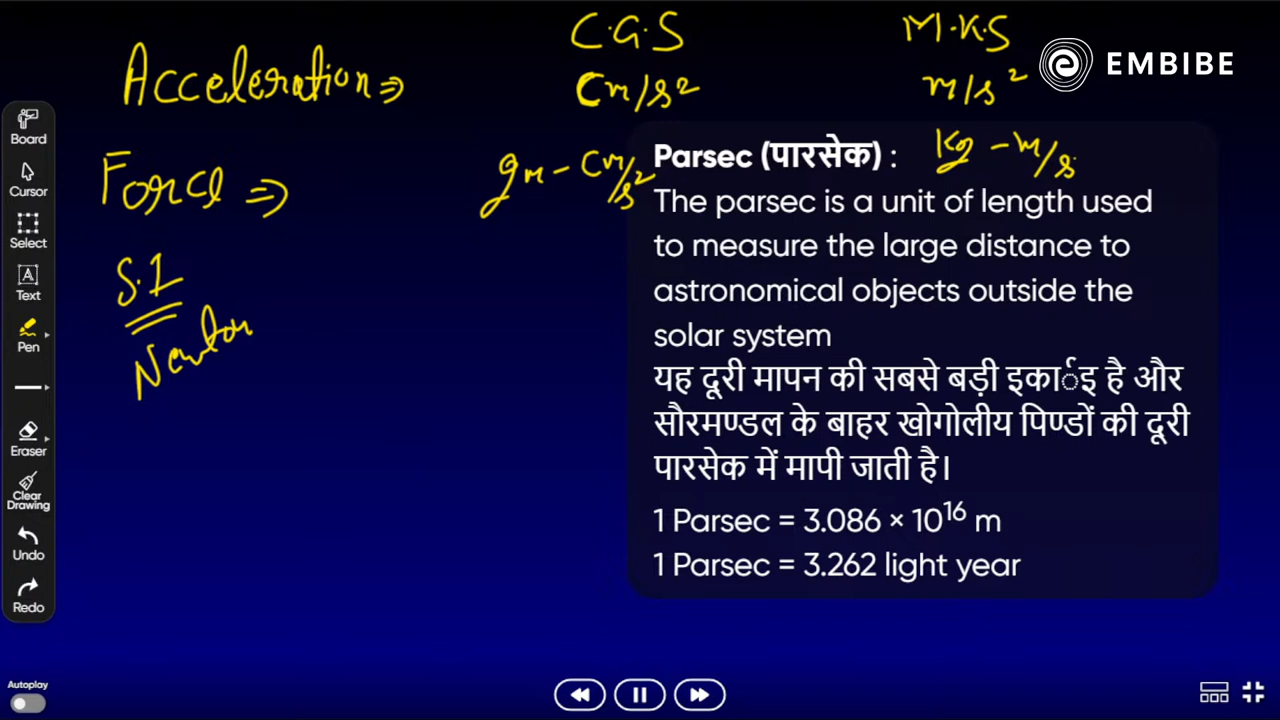 C.G.S
M.K.S
EMBIBE
Acceleration ⇒
cm/s²
m/s²
Force ⇒
gm - cm/s²
Kg - m/s
S.I
Newton
Parsec (पारसेक) :
The parsec is a unit of length used
to measure the large distance to
astronomical objects outside the
solar system
यह दूरी मापन की सबसे बड़ी इकार्इ है और
सौरमण्डल के बाहर खोगोलीय पिण्डों की दूरी
पारसेक में मापी जाती है।
1 Parsec = 3.086 × 10¹⁶ m
1 Parsec = 3.262 light year
Board
Cursor
Select
Text
Pen
Eraser
Clear
Drawing
Undo
Redo
Autoplay